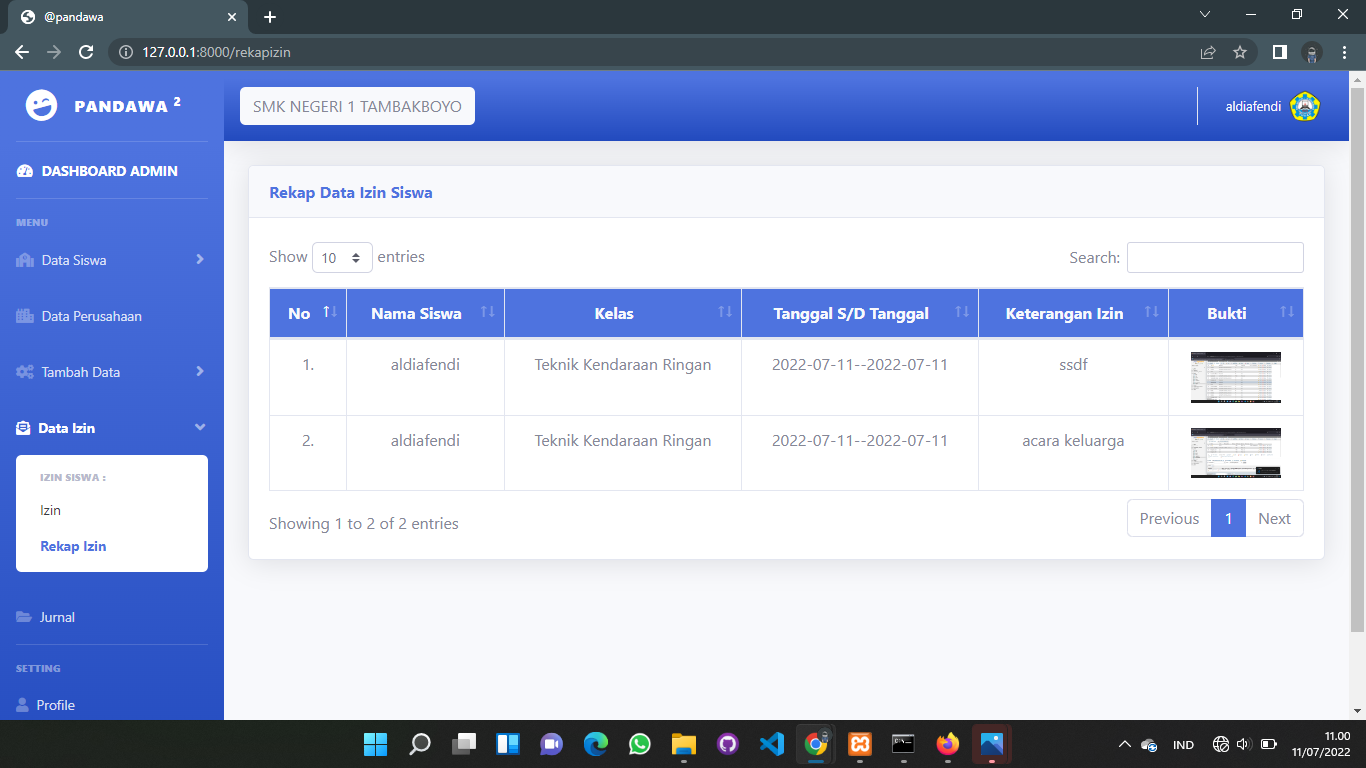 @pandawa
127.0.0.1:8000/rekapizin
PANDAWA 2
SMK NEGERI 1 TAMBAKBOYO
aldiafendi
DASHBOARD ADMIN
MENU
Data Siswa
Data Perusahaan
Tambah Data
Data Izin
IZIN SISWA :
Izin
Rekap Izin
Jurnal
SETTING
Profile
Rekap Data Izin Siswa
Show 10 entries
Search:
No Nama Siswa Kelas Tanggal S/D Tanggal Keterangan Izin Bukti
1. aldiafendi Teknik Kendaraan Ringan 2022-07-11--2022-07-11 ssdf
2. aldiafendi Teknik Kendaraan Ringan 2022-07-11--2022-07-11 acara keluarga
Showing 1 to 2 of 2 entries
Previous 1 Next
IND
11.00
11/07/2022